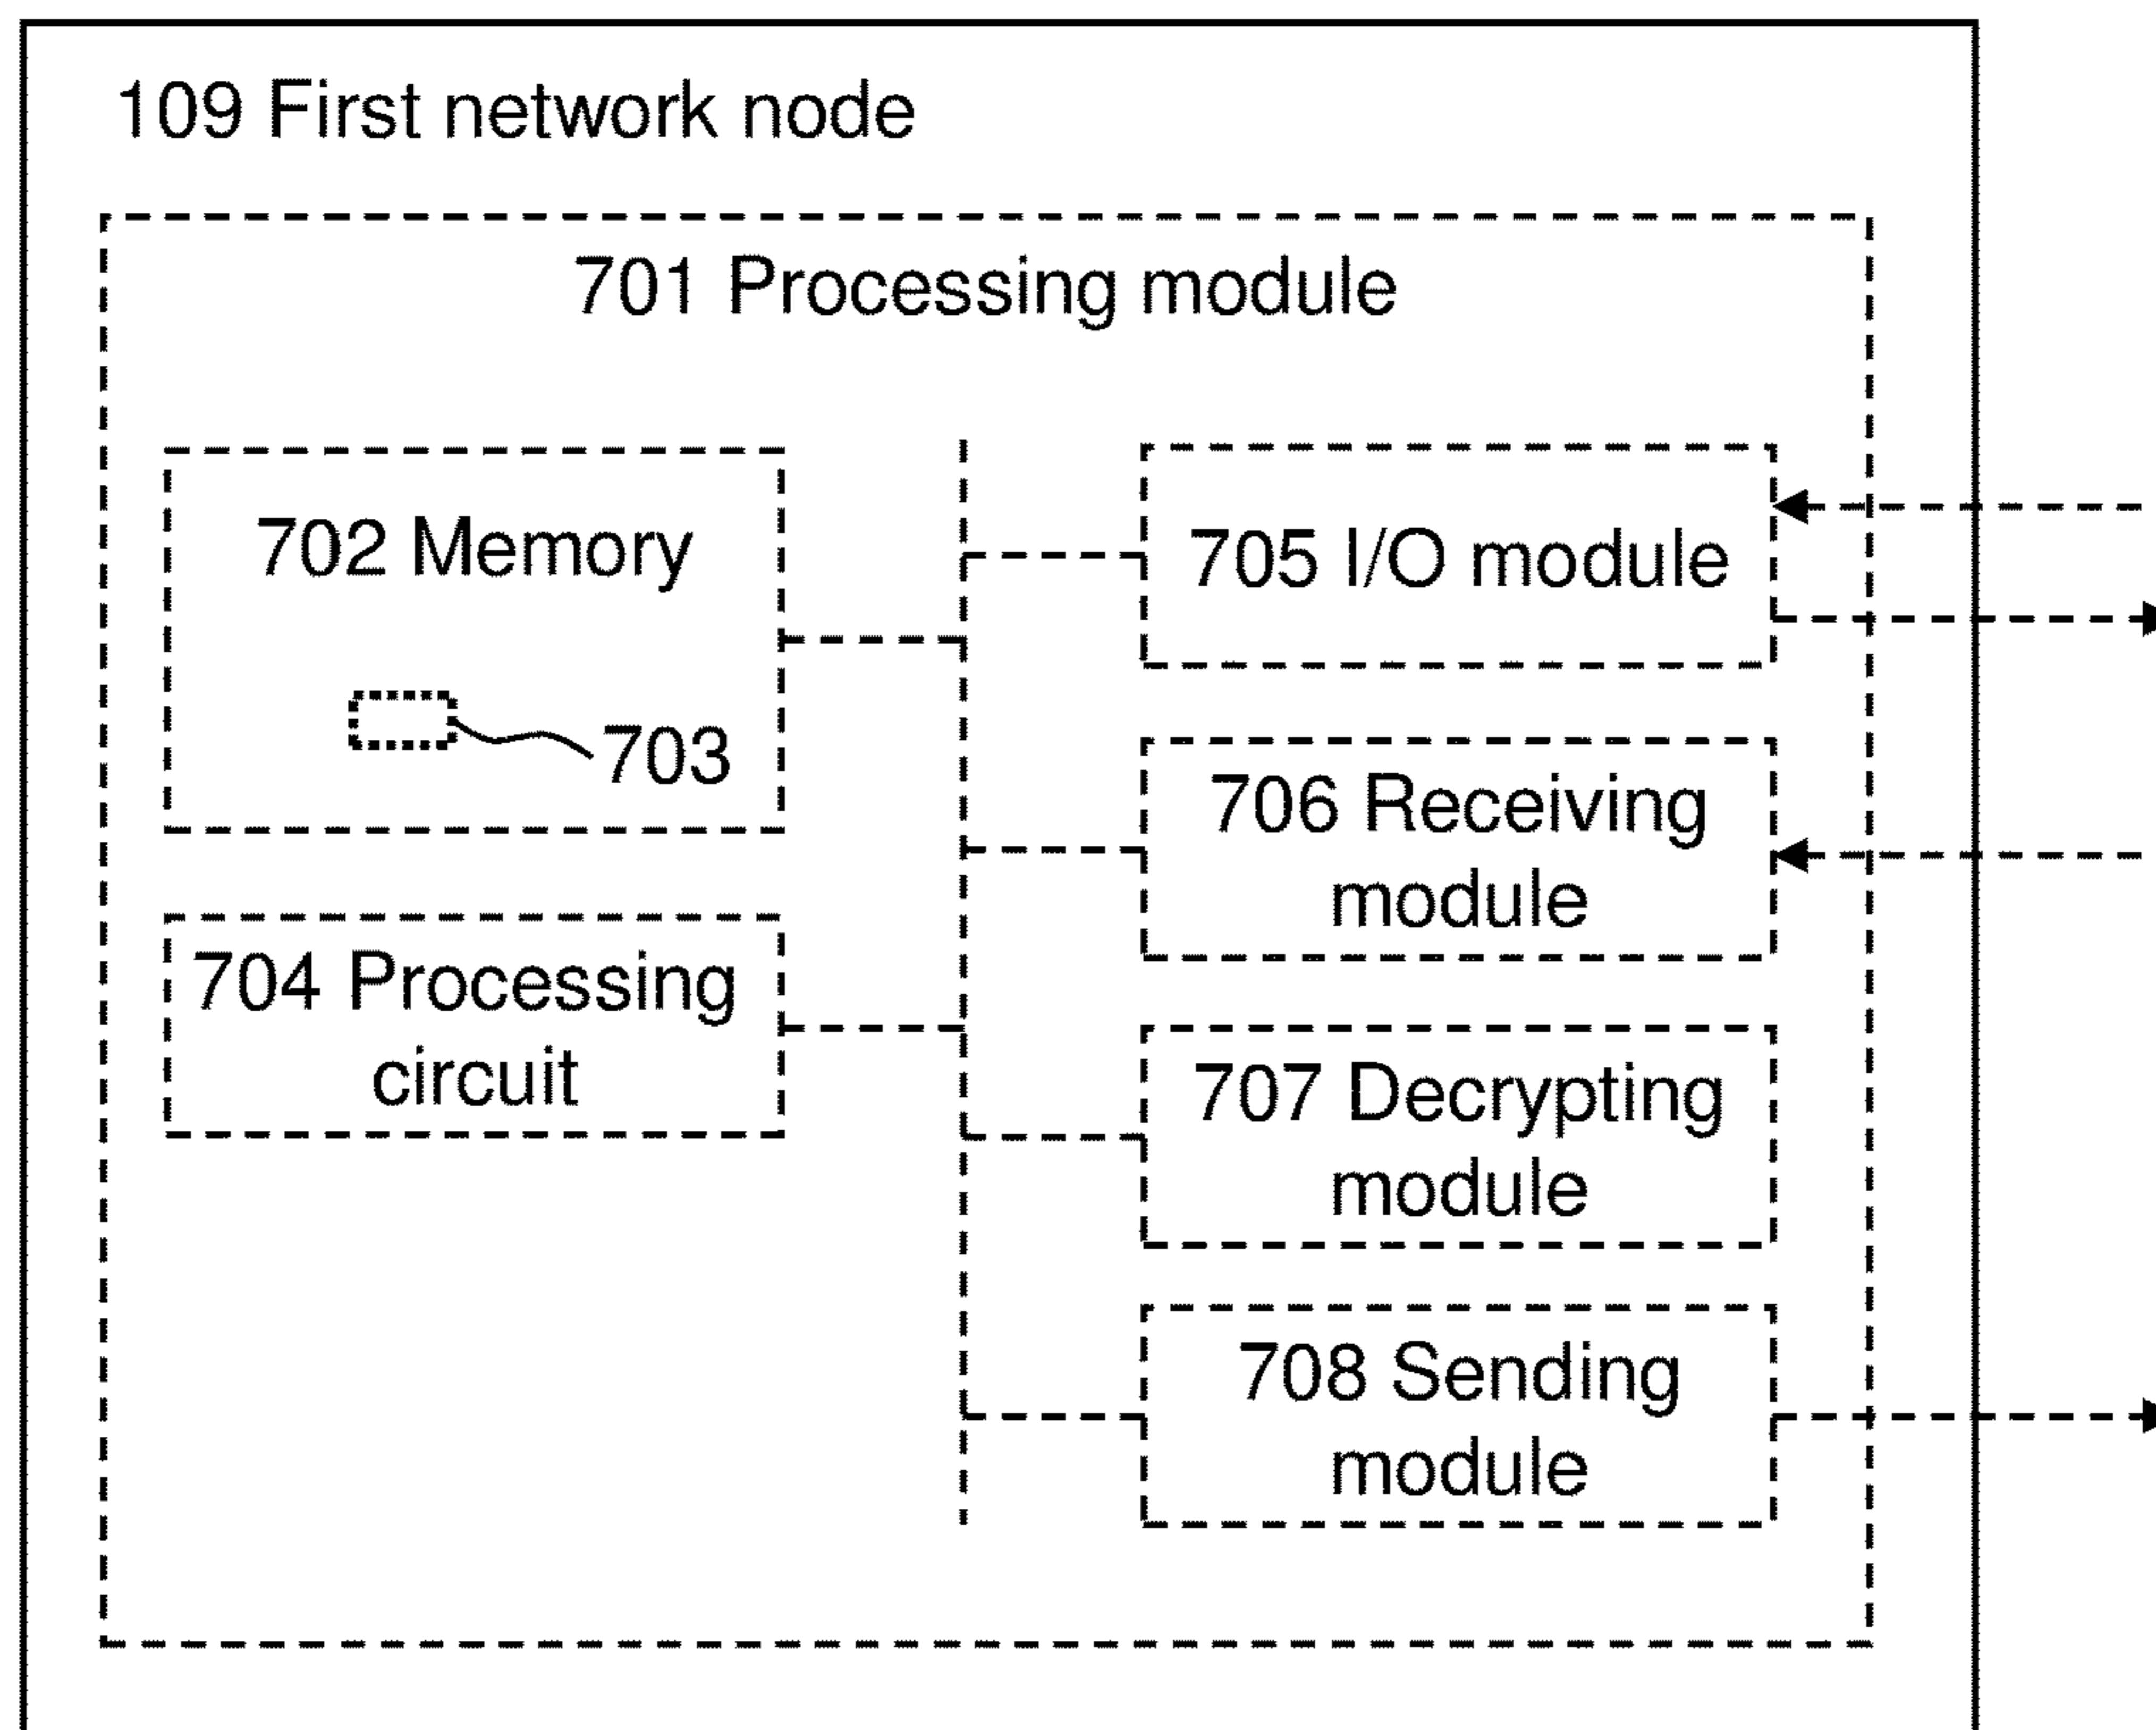 109 First network node
701 Processing module
702 Memory
703
704 Processing
circuit
705 I/O module
706 Receiving
module
707 Decrypting
module
708 Sending
module